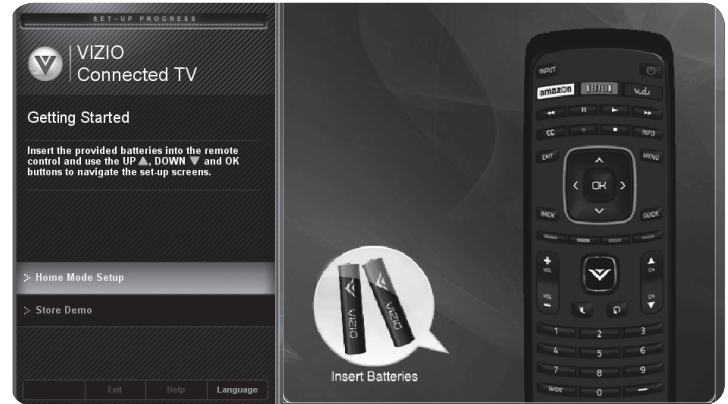 SET-UP PROGRESS
VIZIO
Connected TV
Getting Started
Insert the provided batteries into the remote
control and use the UP ▲, DOWN ▼ and OK
buttons to navigate the set-up screens.
> Home Mode Setup
> Store Demo
Exit Help Language
VIZIO VIZIO
Insert Batteries
INPUT
amazon NETFLIX vudu
CC INFO
EXIT MENU
OK
BACK GUIDE
+ VOL CH
VOL CH
1 2 3
4 5 6
7 8 9
WIDE 0 —